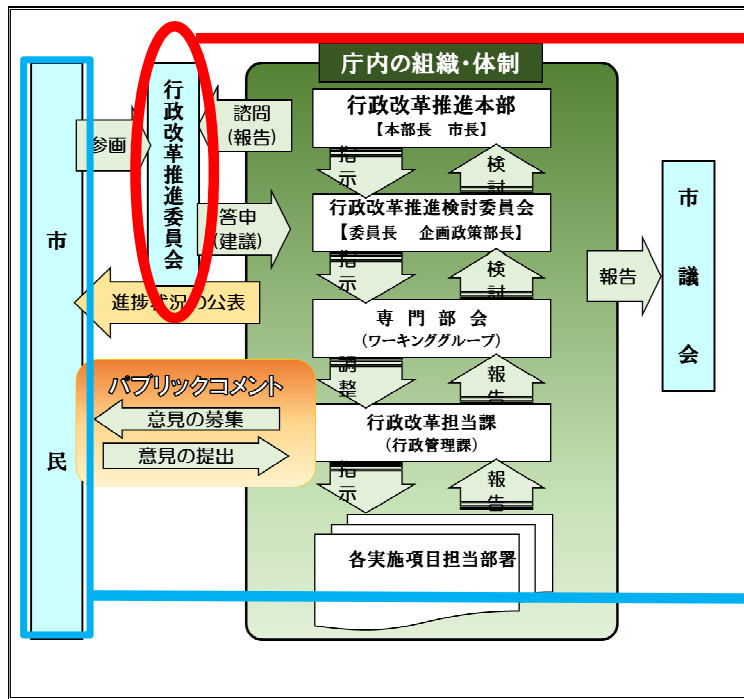 庁内の組織・体制
市民
参画
行政改革推進委員会
諮問
(報告)
答申
(建議)
進捗状況の公表
パブリックコメント
意見の募集
意見の提出
行政改革推進本部
【本部長 市長】
指示
検討
行政改革推進検討委員会
【委員長 企画政策部長】
指示
検討
専門部会
(ワーキンググループ)
調整
報告
行政改革担当課
(行政管理課)
指示
報告
各実施項目担当部署
報告
市議会